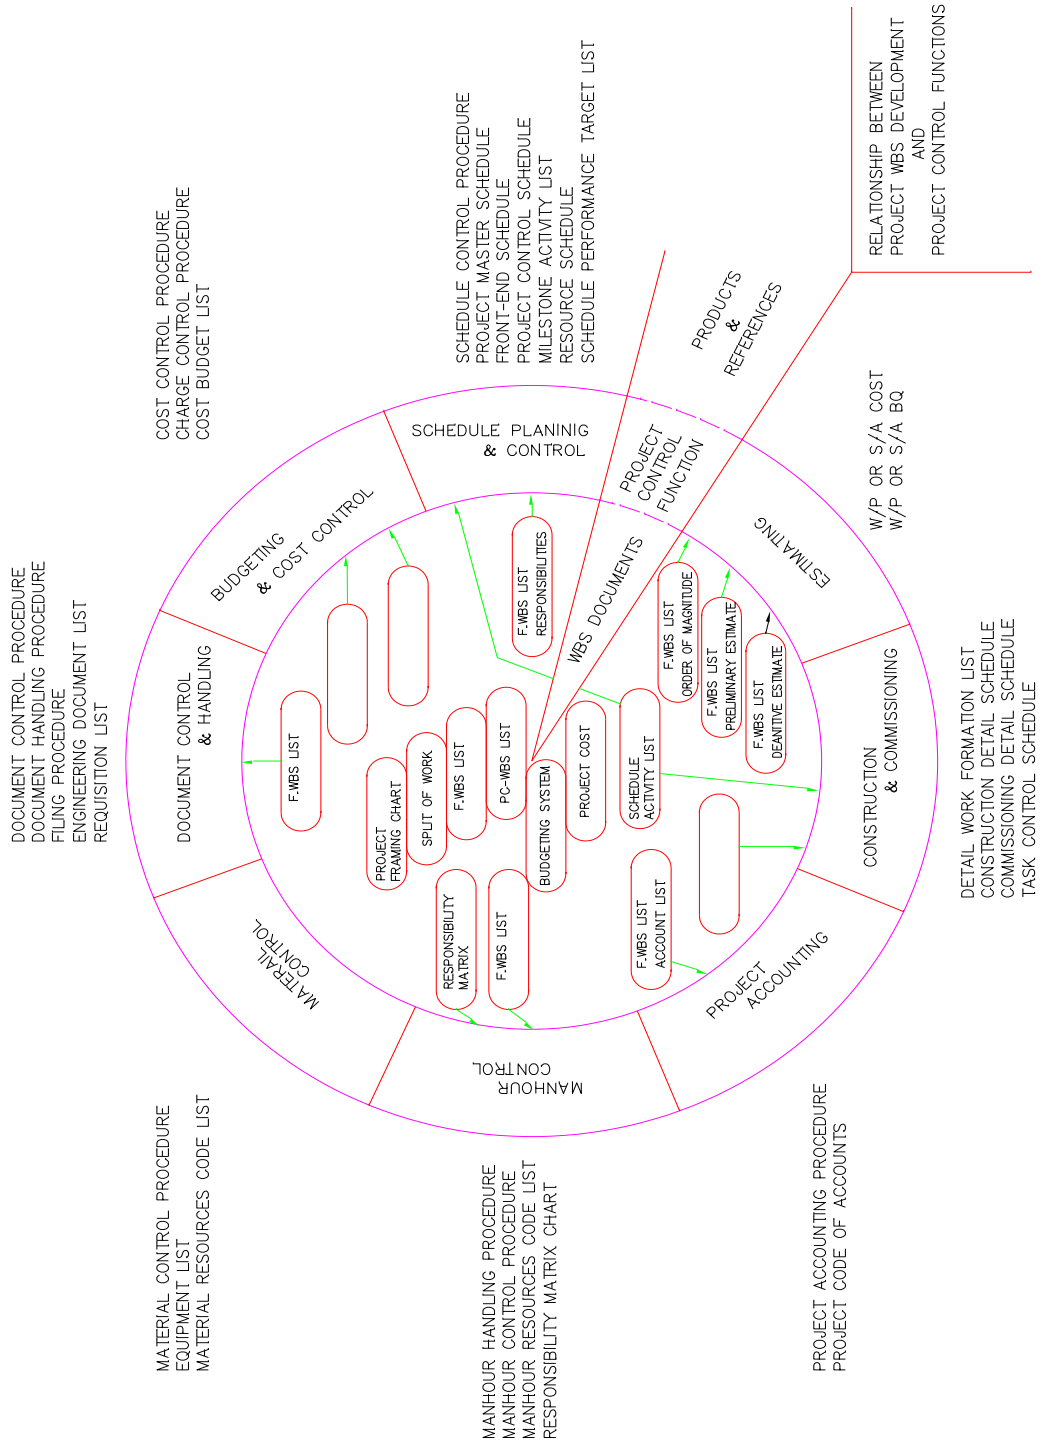 DOCUMENT CONTROL PROCEDURE
DOCUMENT HANDLING PROCEDURE
FILING PROCEDURE
ENGINEERING DOCUMENT LIST
REQUISITION LIST
COST CONTROL PROCEDURE
CHARGE CONTROL PROCEDURE
COST BUDGET LIST
MATERIAL CONTROL PROCEDURE
EQUIPMENT LIST
MATERIAL RESOURCES CODE LIST
SCHEDULE CONTROL PROCEDURE
PROJECT MASTER SCHEDULE
FRONT-END SCHEDULE
PROJECT CONTROL SCHEDULE
MILESTONE ACTIVITY LIST
RESOURCE SCHEDULE
SCHEDULE PERFORMANCE TARGET LIST
MANHOUR HANDLING PROCEDURE
MANHOUR CONTROL PROCEDURE
MANHOUR RESOURCES CODE LIST
RESPONSIBILITY MATRIX CHART
PROJECT ACCOUNTING PROCEDURE
PROJECT CODE OF ACCOUNTS
DETAIL WORK FORMATION LIST
CONSTRUCTION DETAIL SCHEDULE
COMMISSIONING DETAIL SCHEDULE
TASK CONTROL SCHEDULE
W/P OR S/A COST
W/P OR S/A BQ
PRODUCTS
&
REFERENCES
RELATIONSHIP BETWEEN
PROJECT WBS DEVELOPMENT
AND
PROJECT CONTROL FUNCTIONS
MATERAIL
CONTROL
DOCUMENT CONTROL
& HANDLING
BUDGETING
& COST CONTROL
SCHEDULE PLANINIG
& CONTROL
PROJECT
CONTROL
FUNCTION
ESTIMATING
CONSTRUCTION
& COMMISSIONING
PROJECT
ACCOUNTING
MANHOUR
CONTROL
WBS DOCUMENTS
F.WBS LIST
PROJECT
FRAMING CHART
SPLIT OF WORK
F.WBS LIST
PC-WBS LIST
BUDGETING SYSTEM
PROJECT COST
SCHEDULE
ACTIVITY LIST
RESPONSIBILITY
MATRIX
F.WBS LIST
F.WBS LIST
ACCOUNT LIST
F.WBS LIST
RESPONSIBILITIES
F.WBS LIST
ORDER OF MAGNITUDE
F.WBS LIST
PRELIMINARY ESTIMATE
F.WBS LIST
DEANTIVE ESTIMATE